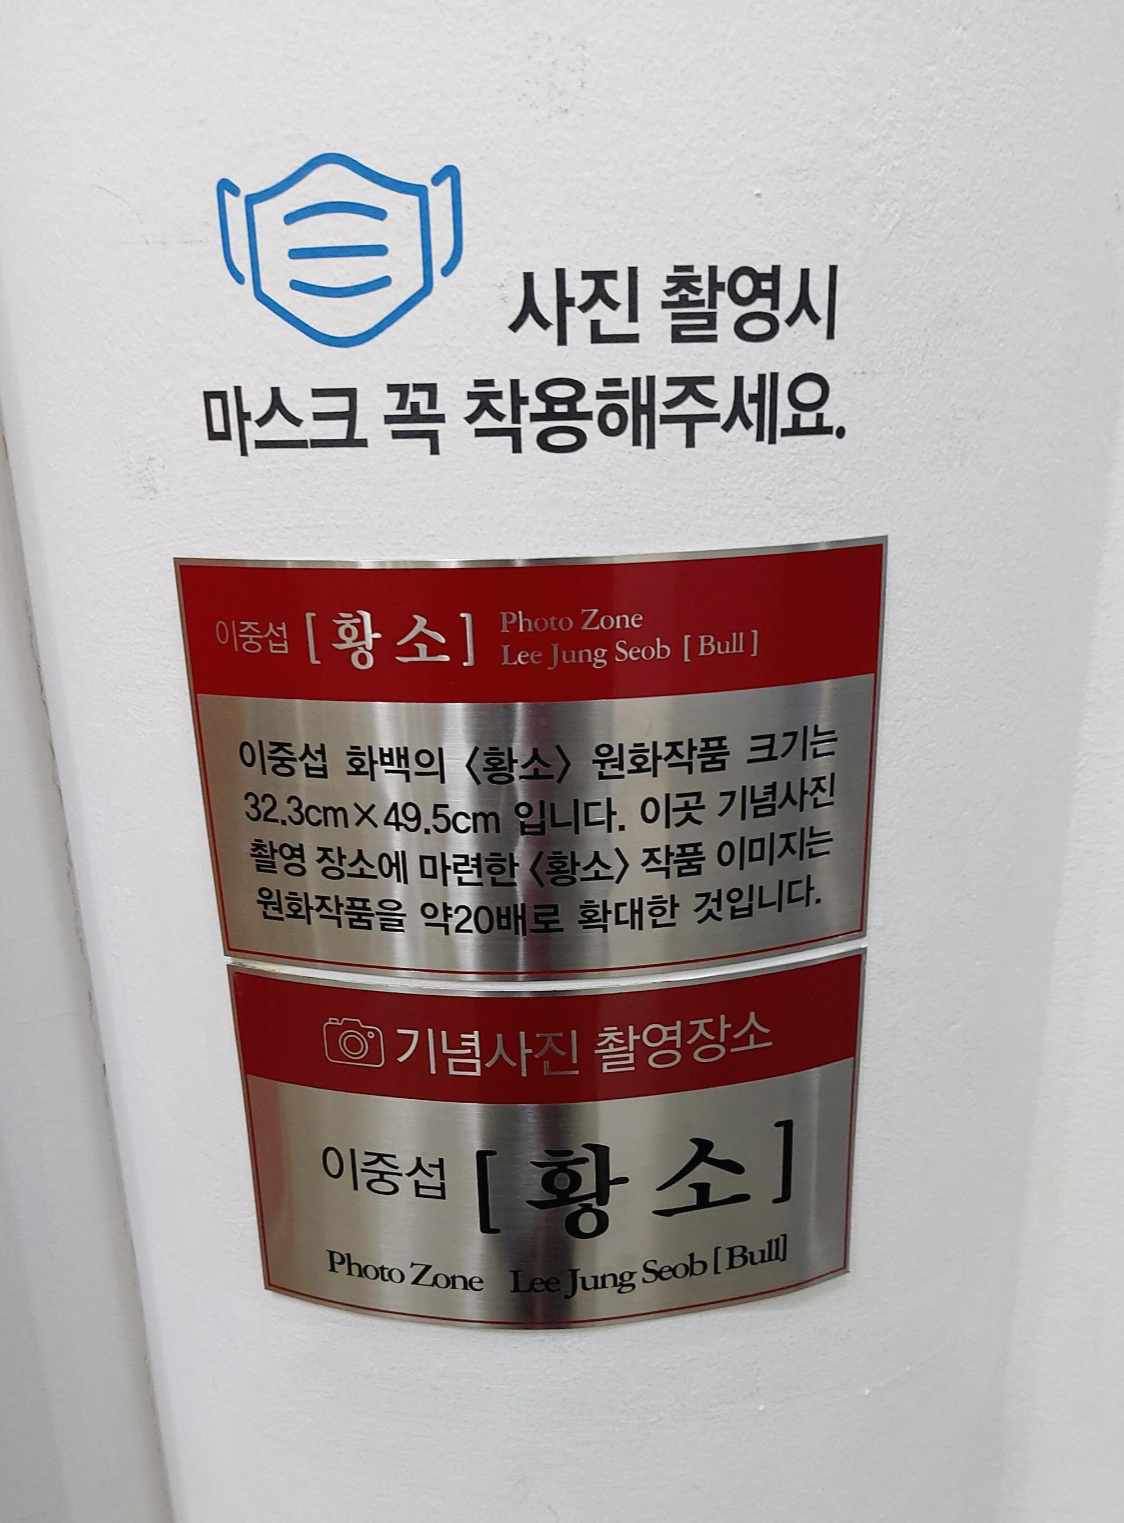 사진 촬영시
마스크 꼭 착용해주세요.
이중섭 [황소] Photo Zone
Lee Jung Seob [Bull]
이중섭 화백의 〈황소〉 원화작품 크기는
32.3cm×49.5cm 입니다. 이곳 기념사진
촬영 장소에 마련한 〈황소〉 작품 이미지는
원화작품을 약20배로 확대한 것입니다.
기념사진 촬영장소
이중섭 [황소]
Photo Zone Lee Jung Seob [Bull]